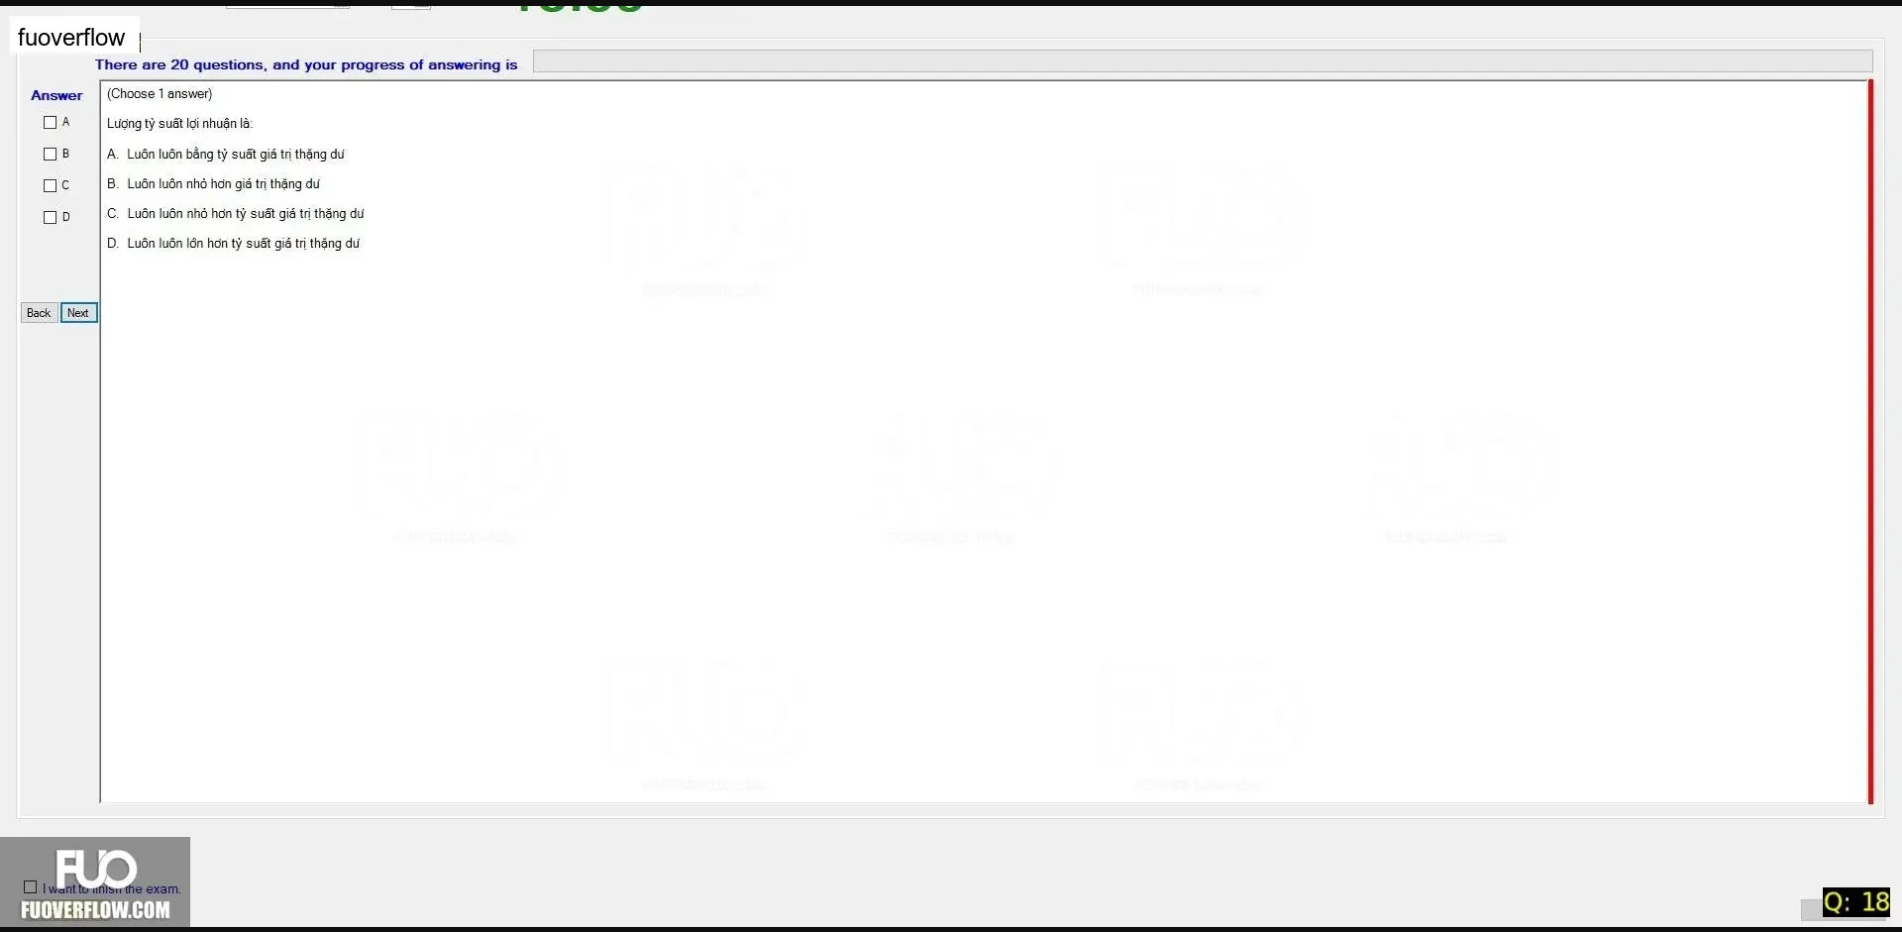 fuoverflow
There are 20 questions, and your progress of answering is
Answer
(Choose 1 answer)
A
Lượng tỷ suất lợi nhuận là:
B
A. Luôn luôn bằng tỷ suất giá trị thặng dư
C
B. Luôn luôn nhỏ hơn giá trị thặng dư
D
C. Luôn luôn nhỏ hơn tỷ suất giá trị thặng dư
D. Luôn luôn lớn hơn tỷ suất giá trị thặng dư
Back Next
FUO
I want to finish the exam.
FUOVERFLOW.COM
Q: 18